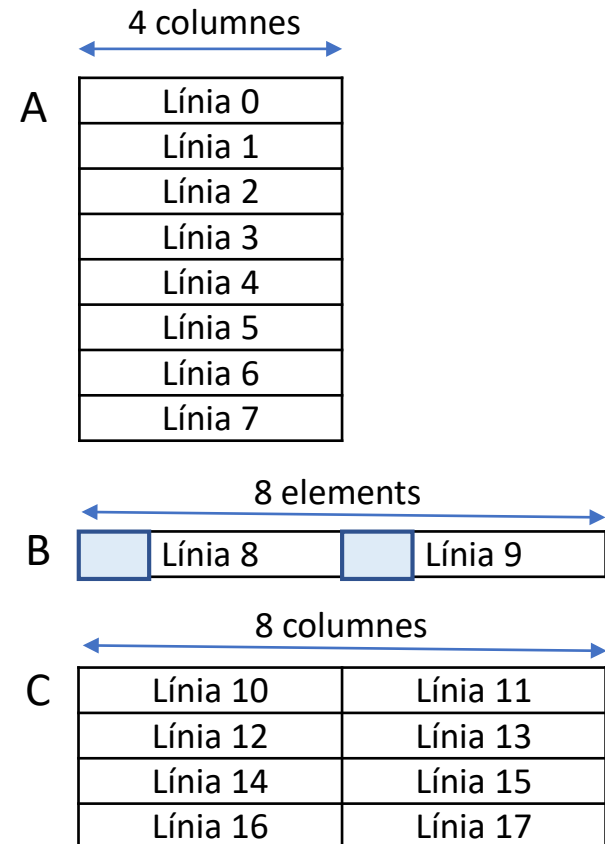 4 columnes
A
Línia 0
Línia 1
Línia 2
Línia 3
Línia 4
Línia 5
Línia 6
Línia 7
8 elements
B Línia 8 Línia 9
8 columnes
C Línia 10 Línia 11
Línia 12 Línia 13
Línia 14 Línia 15
Línia 16 Línia 17